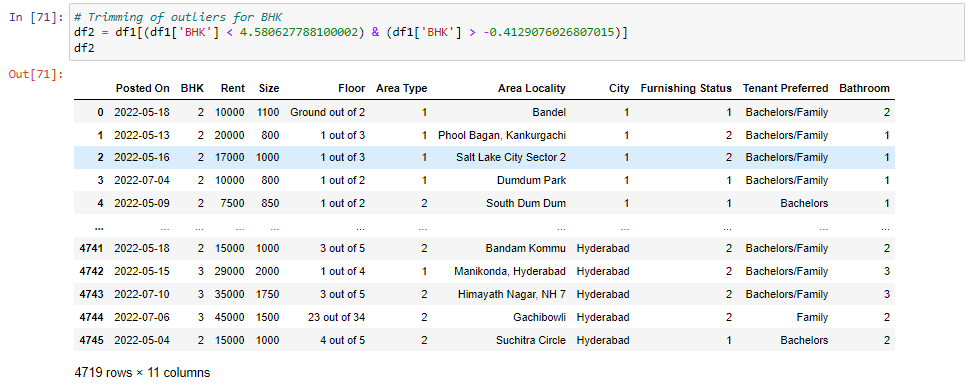 In [71]: # Trimming of outliers for BHK
df2 = df1[(df1['BHK'] < 4.580627788100002) & (df1['BHK'] > -0.4129076026807015)]
df2
Out[71]:
Posted On BHK Rent Size Floor Area Type Area Locality City Furnishing Status Tenant Preferred Bathroom
0 2022-05-18 2 10000 1100 Ground out of 2 1 Bandel 1 1 Bachelors/Family 2
1 2022-05-13 2 20000 800 1 out of 3 1 Phool Bagan, Kankurgachi 1 2 Bachelors/Family 1
2 2022-05-16 2 17000 1000 1 out of 3 1 Salt Lake City Sector 2 1 2 Bachelors/Family 1
3 2022-07-04 2 10000 800 1 out of 2 1 Dumdum Park 1 1 Bachelors/Family 1
4 2022-05-09 2 7500 850 1 out of 2 2 South Dum Dum 1 1 Bachelors 1
... ... ... ... ... ... ... ... ... ... ... ...
4741 2022-05-18 2 15000 1000 3 out of 5 2 Bandam Kommu Hyderabad 2 Bachelors/Family 2
4742 2022-05-15 3 29000 2000 1 out of 4 1 Manikonda, Hyderabad Hyderabad 2 Bachelors/Family 3
4743 2022-07-10 3 35000 1750 3 out of 5 2 Himayath Nagar, NH 7 Hyderabad 2 Bachelors/Family 3
4744 2022-07-06 3 45000 1500 23 out of 34 2 Gachibowli Hyderabad 2 Family 2
4745 2022-05-04 2 15000 1000 4 out of 5 2 Suchitra Circle Hyderabad 1 Bachelors 2
4719 rows × 11 columns